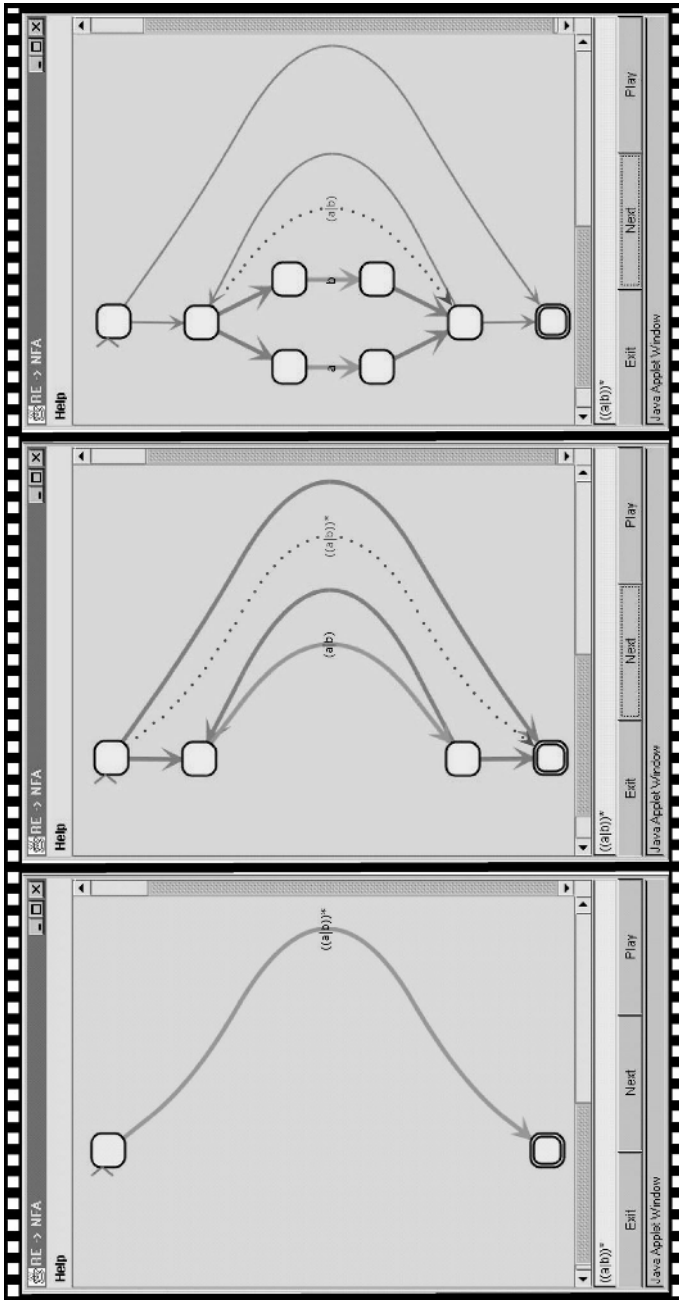 RE -> NFA
Help
((a|b))*
((a|b))*
Exit Next Play
Java Applet Window
RE -> NFA
Help
(a|b) ((a|b))*
((a|b))*
Exit Next Play
Java Applet Window
RE -> NFA
Help
a b (a|b)
((a|b))*
Exit Next Play
Java Applet Window